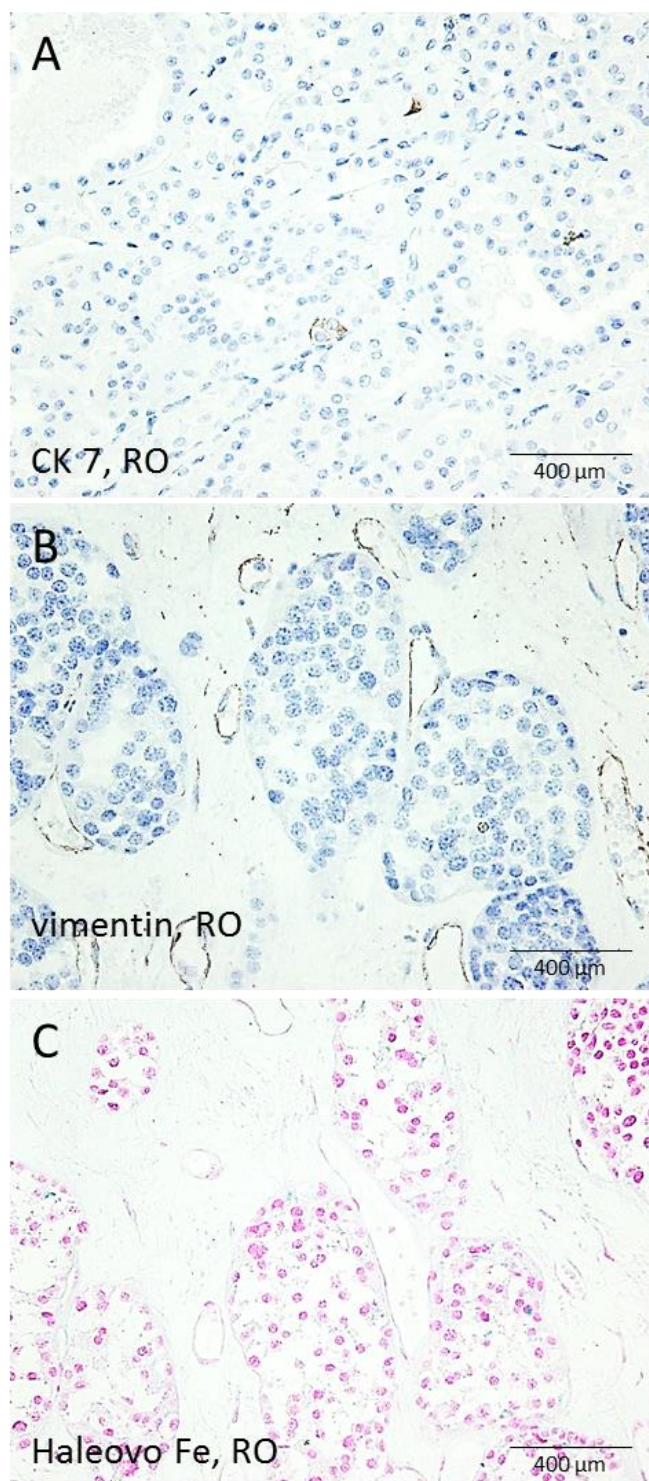 A
CK 7, RO
400 µm
B
vimentin, RO
400 µm
C
Haleovo Fe, RO
400 µm